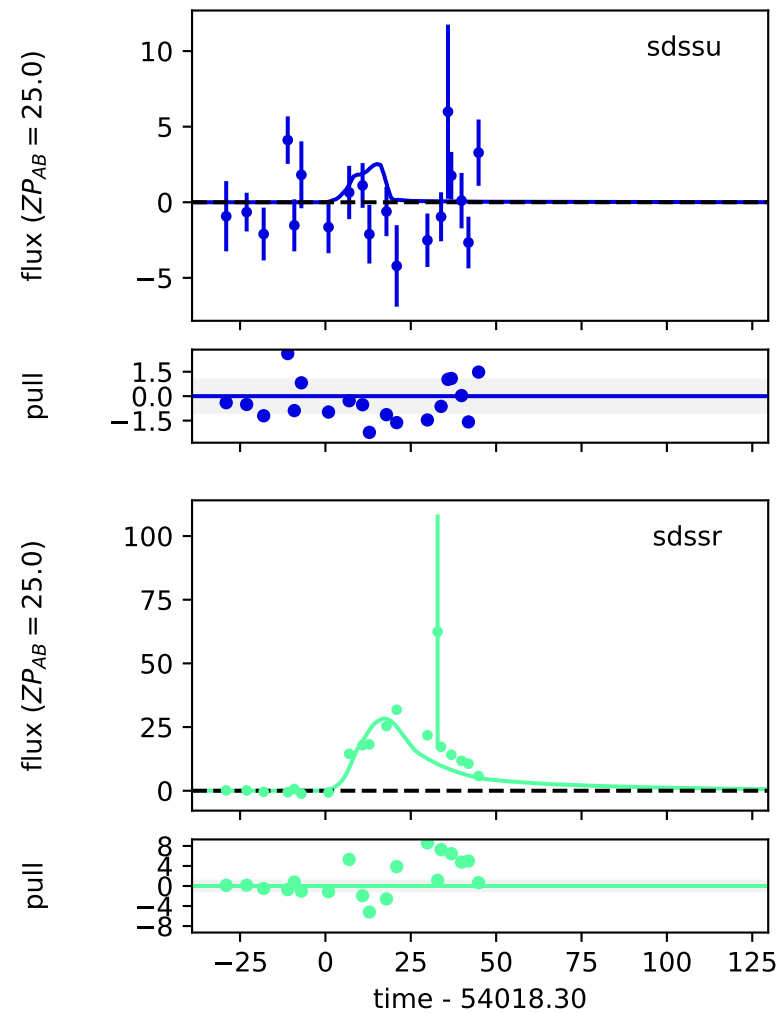 10
5
0
−5
flux (ZP_AB = 25.0)
sdssu
1.5
0.0
−1.5
pull
100
75
50
25
0
flux (ZP_AB = 25.0)
sdssr
8
4
0
−4
−8
pull
−25 0 25 50 75 100 125
time - 54018.30